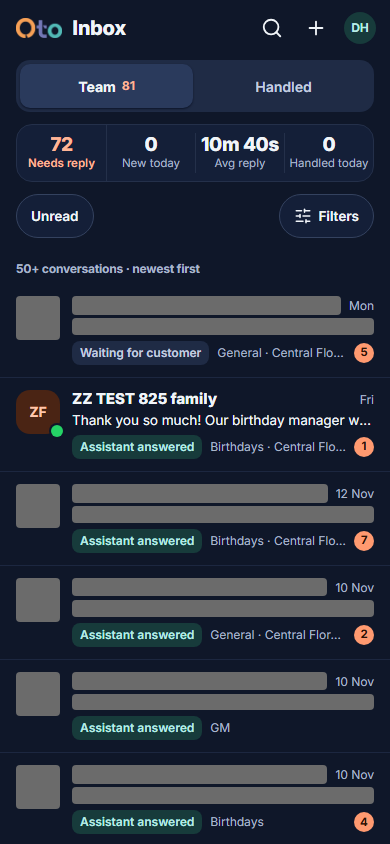 Oto Inbox
DH
Team 81
Handled
72
Needs reply
0
New today
10m 40s
Avg reply
0
Handled today
Unread
Filters
50+ conversations · newest first
Mon
Waiting for customer General · Central Flo... 5
ZF
ZZ TEST 825 family Fri
Thank you so much! Our birthday manager w...
Assistant answered Birthdays · Central Flo... 1
12 Nov
Assistant answered Birthdays · Central Flo... 7
10 Nov
Assistant answered General · Central Flor... 2
10 Nov
Assistant answered GM
10 Nov
Assistant answered Birthdays 4